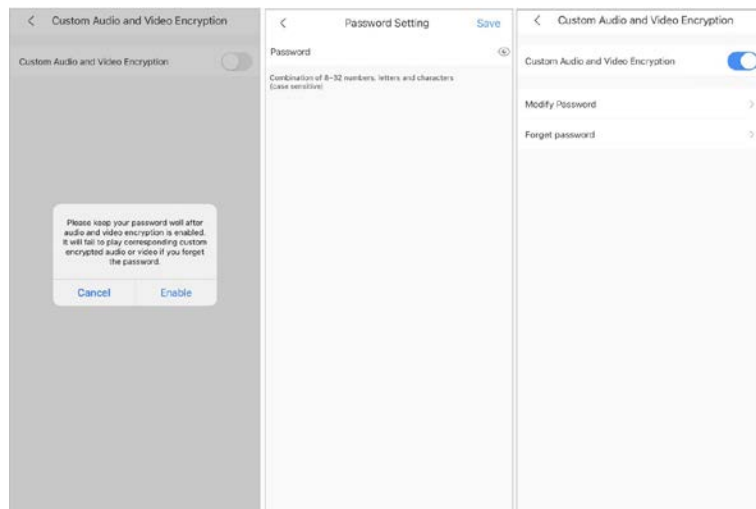 Custom Audio and Video Encryption
Custom Audio and Video Encryption
Please keep your password well after
audio and video encryption is enabled.
It will fail to play corresponding custom
encrypted audio or video if you forget
the password.
Cancel
Enable
Password Setting
Save
Password
Combination of 8-32 numbers, letters and characters
(case sensitive)
Custom Audio and Video Encryption
Custom Audio and Video Encryption
Modify Password
Forget password